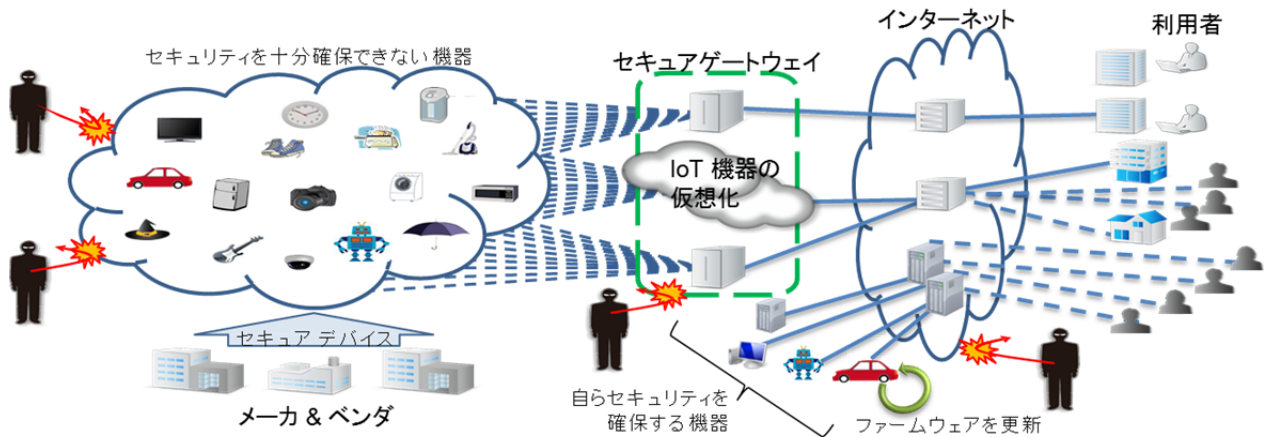 セキュリティを十分確保できない機器
セキュアゲートウェイ
インターネット
利用者
IoT 機器の
仮想化
セキュア デバイス
メーカ & ベンダ
自らセキュリティを
確保する機器
ファームウェアを更新